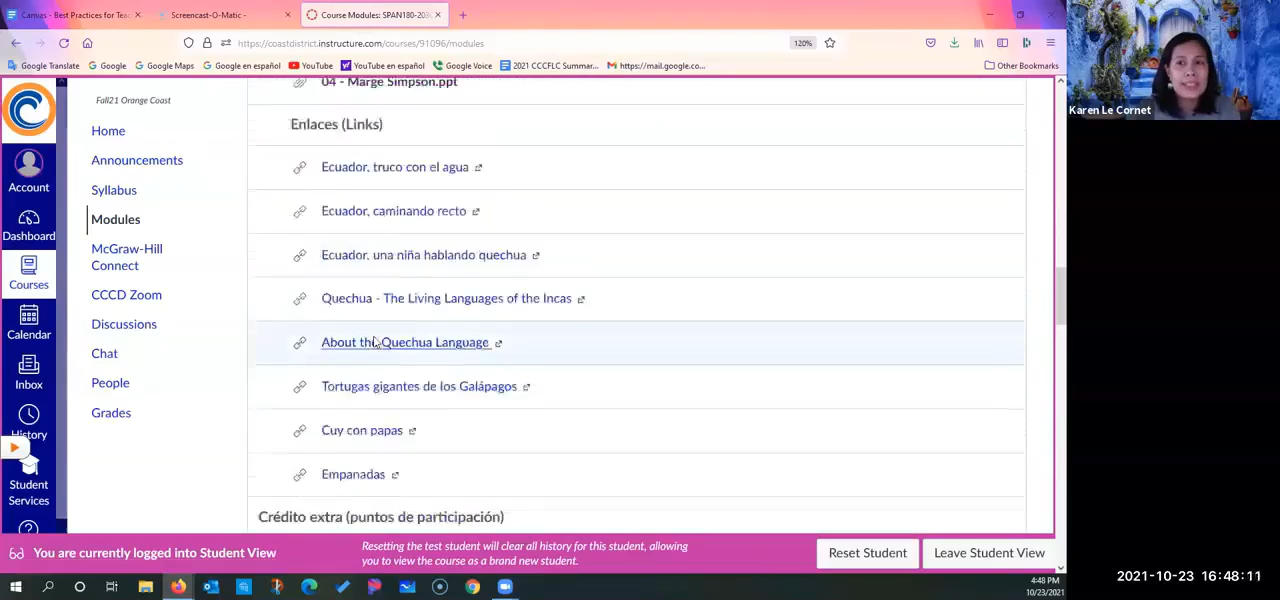 Canvas - Best Practices for Teac
Screencast-O-Matic -
Course Modules: SPAN180-203
https://coastdistrict.instructure.com/courses/91096/modules
120%
Google Translate
Google
Google Maps
Google en español
YouTube
YouTube en español
Google Voice
2021 CCCFLC Summar...
https://mail.google.co...
Other Bookmarks
Karen Le Cornet
Fall21 Orange Coast
Home
Announcements
Syllabus
Modules
McGraw-Hill
Connect
CCCD Zoom
Discussions
Chat
People
Grades
Account
Dashboard
Courses
Calendar
Inbox
History
Student
Services
04 - Marge Simpson.ppt
Enlaces (Links)
Ecuador, truco con el agua
Ecuador, caminando recto
Ecuador, una niña hablando quechua
Quechua - The Living Languages of the Incas
About the Quechua Language
Tortugas gigantes de los Galápagos
Cuy con papas
Empanadas
Crédito extra (puntos de participación)
You are currently logged into Student View
Resetting the test student will clear all history for this student, allowing
you to view the course as a brand new student.
Reset Student
Leave Student View
4:48 PM
10/23/2021
2021-10-23 16:48:11